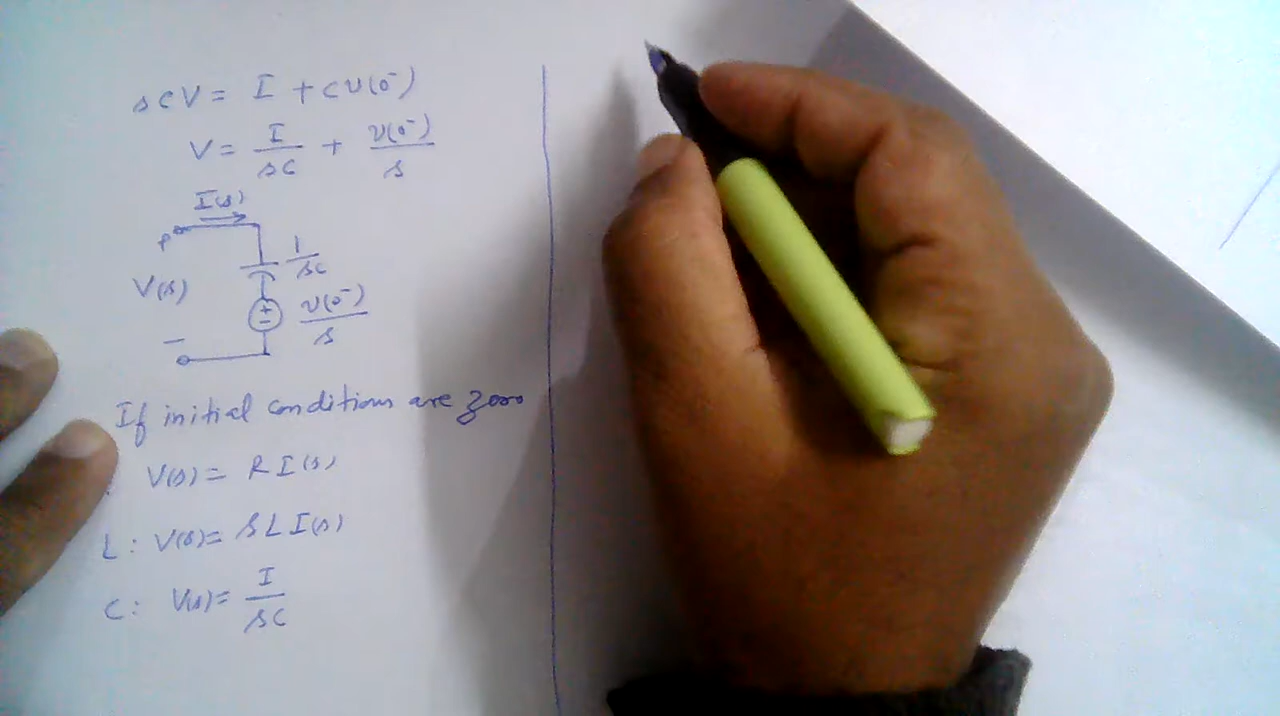 sCV = I + Cv(0⁻)
V = I/sC + v(0⁻)/s
I(s)
1/sC
V(s)
+
-
v(0⁻)/s
If initial conditions are zero
V(s) = R I(s)
L: V(s) = sL I(s)
C: V(s) = I/sC